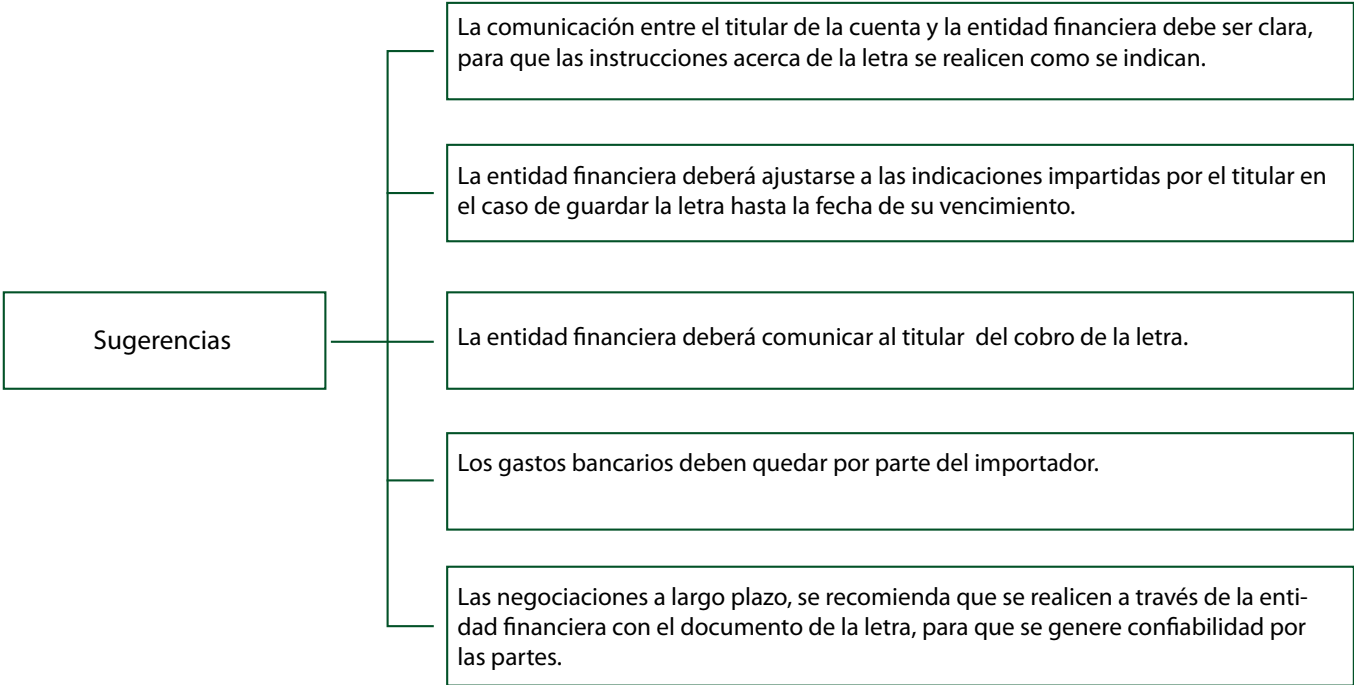 La comunicación entre el titular de la cuenta y la entidad financiera debe ser clara,
para que las instrucciones acerca de la letra se realicen como se indican.
La entidad financiera deberá ajustarse a las indicaciones impartidas por el titular en
el caso de guardar la letra hasta la fecha de su vencimiento.
Sugerencias
La entidad financiera deberá comunicar al titular  del cobro de la letra.
Los gastos bancarios deben quedar por parte del importador.
Las negociaciones a largo plazo, se recomienda que se realicen a través de la enti-
dad financiera con el documento de la letra, para que se genere confiabilidad por
las partes.